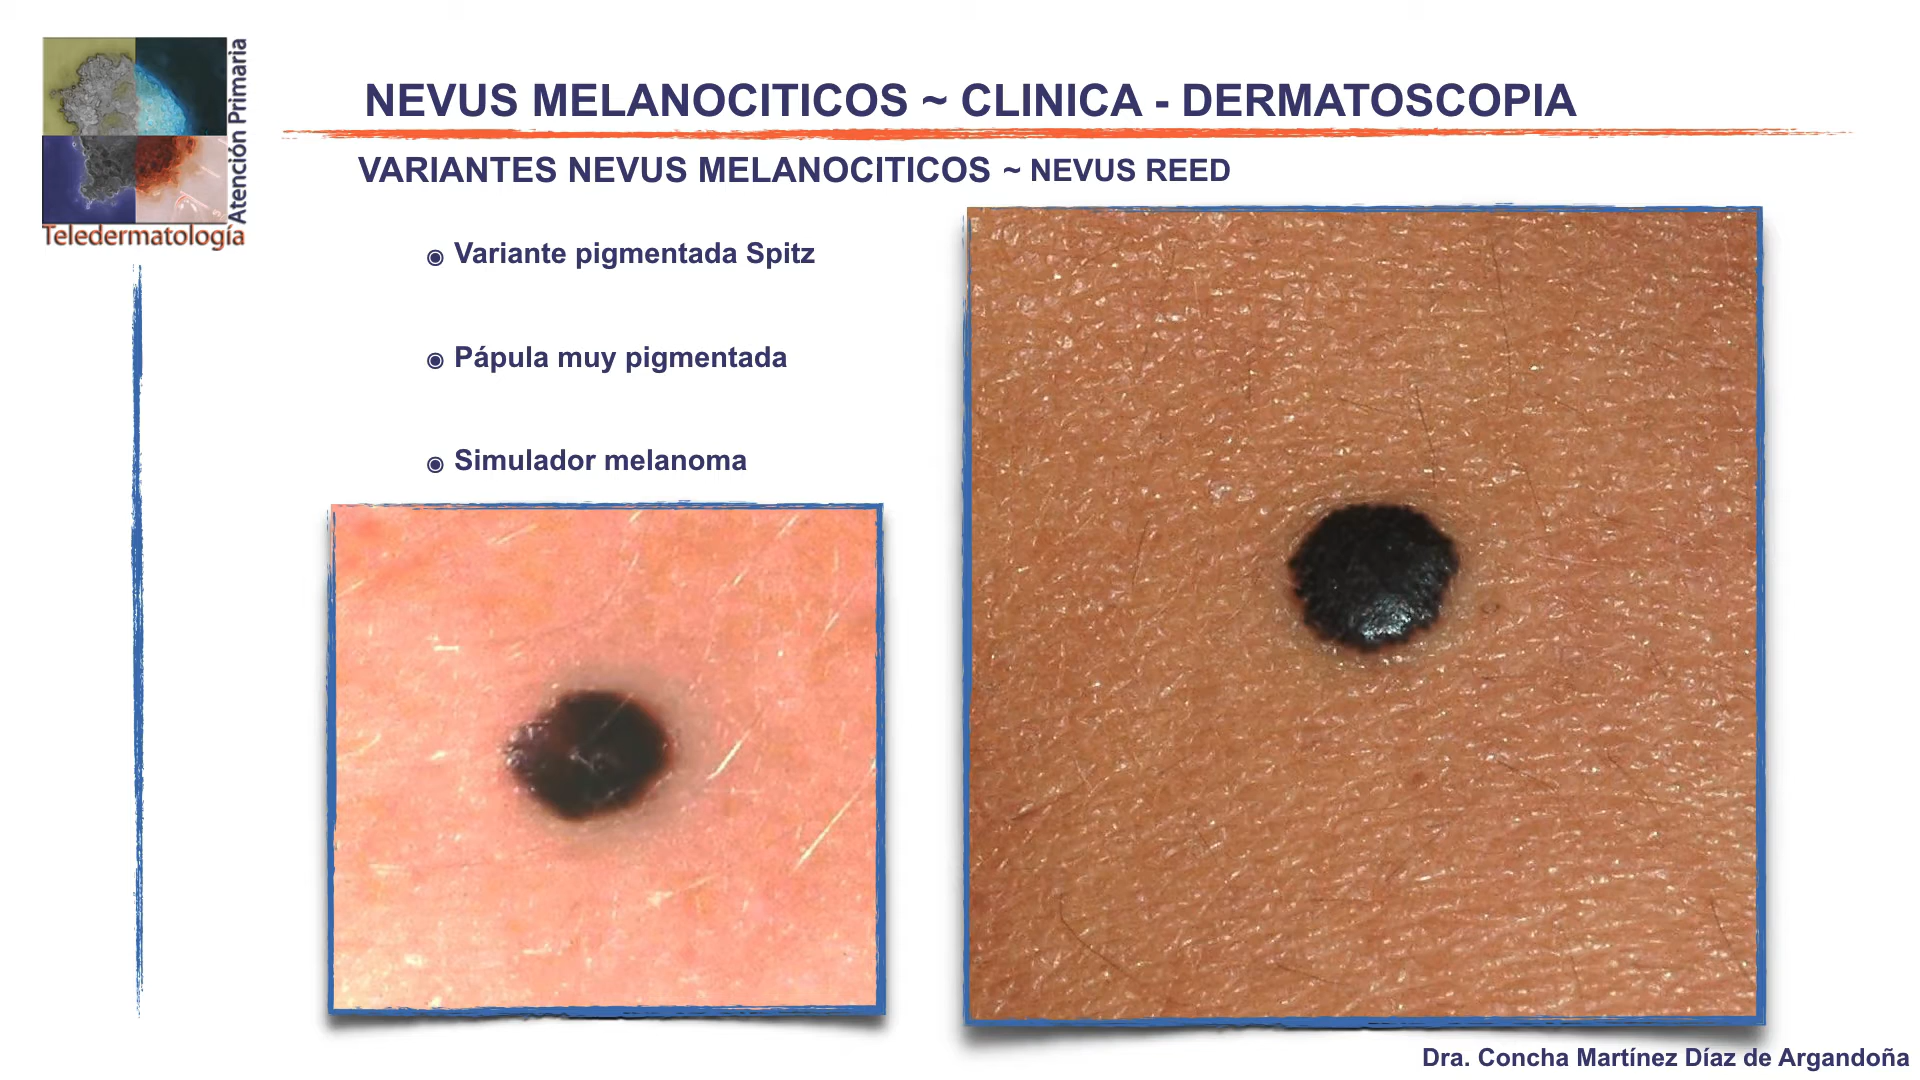 Atención Primaria
Teledermatología
NEVUS MELANOCITICOS ~ CLINICA - DERMATOSCOPIA
VARIANTES NEVUS MELANOCITICOS ~ NEVUS REED
Variante pigmentada Spitz
Pápula muy pigmentada
Simulador melanoma
Dra. Concha Martínez Díaz de Argandoña